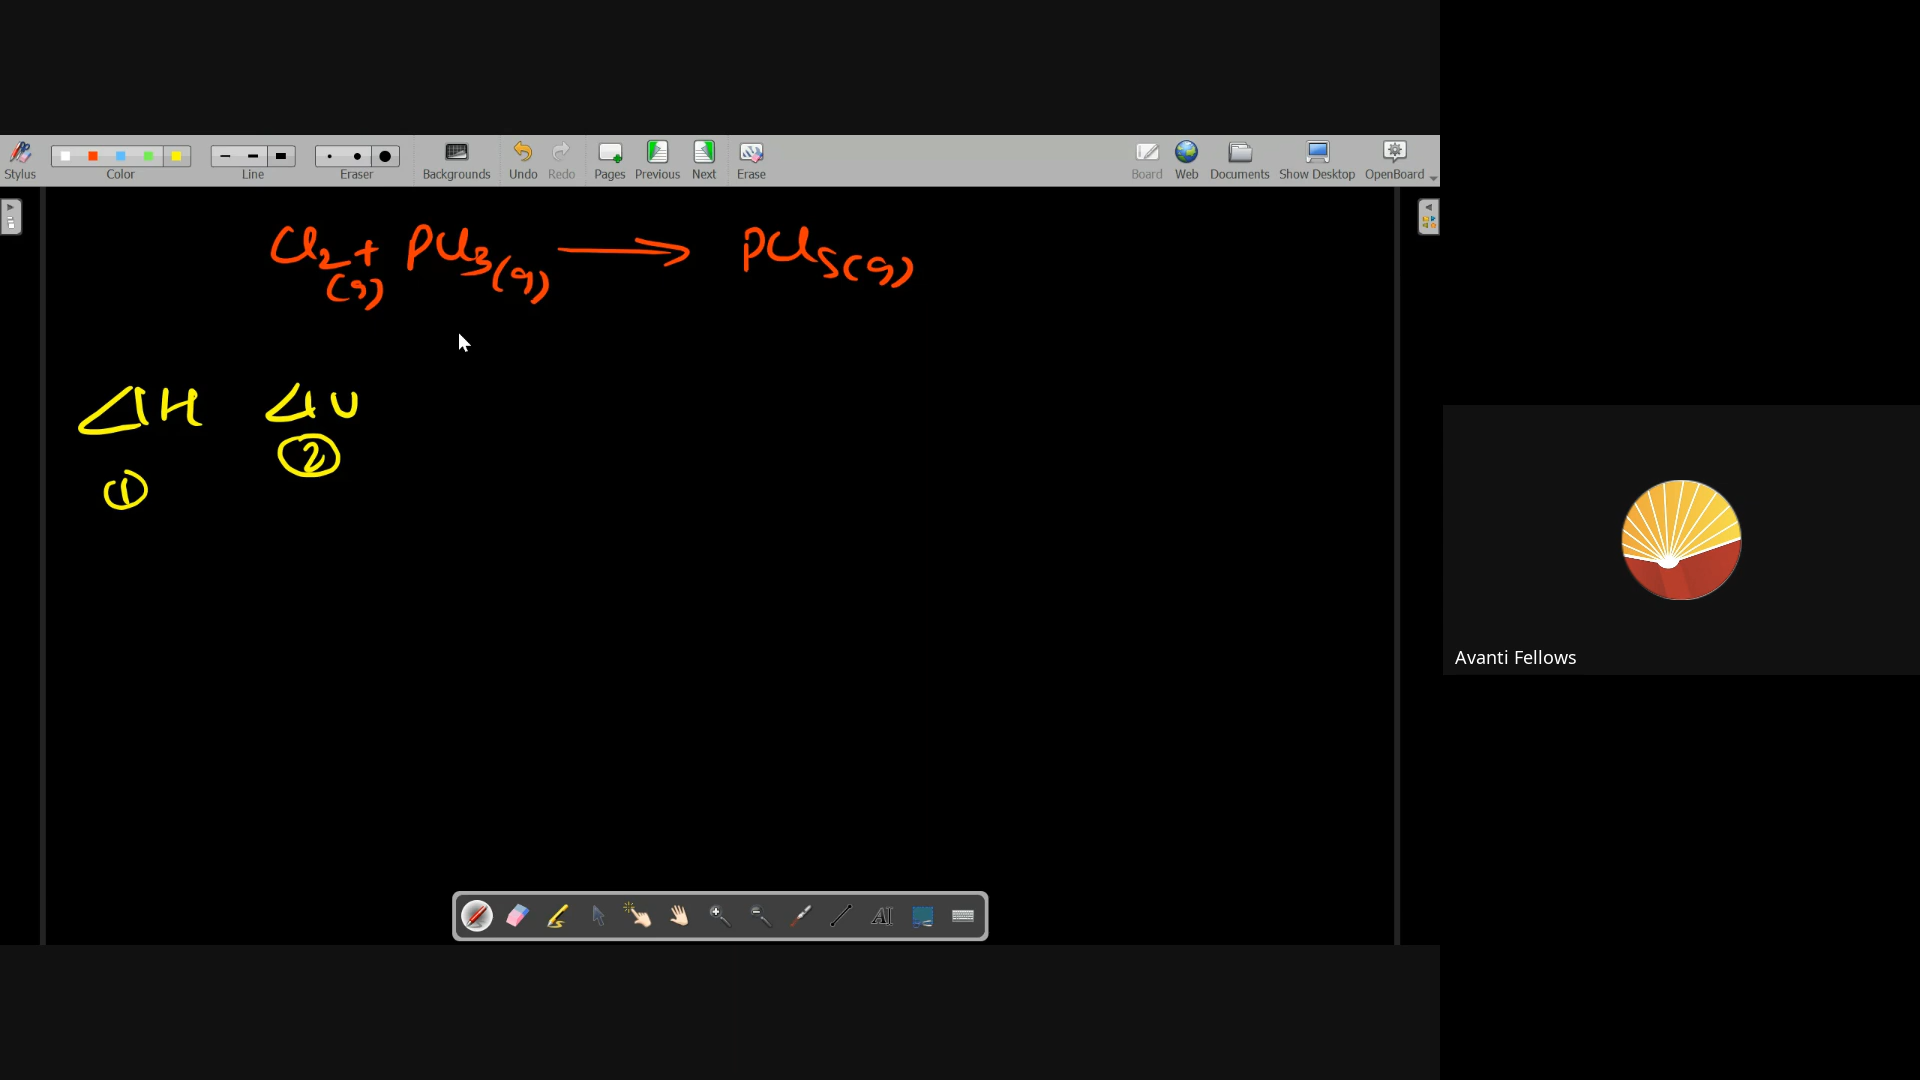 Stylus Color Line Eraser Backgrounds Undo Redo Pages Previous Next Erase Board Web Documents Show Desktop OpenBoard
Cl₂(g) + PCl₃(g) ⟶ PCl₅(g)
ΔH ΔU
① ②
Avanti Fellows